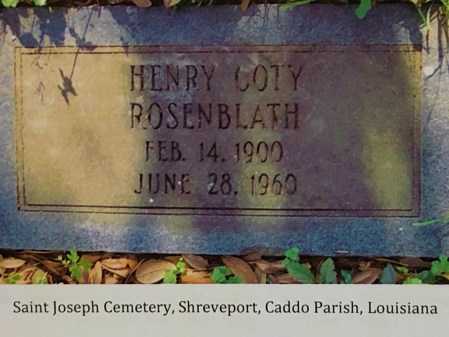 HENRY COTY
ROSENBLATH
FEB. 14. 1900
JUNE 28. 1960
Saint Joseph Cemetery, Shreveport, Caddo Parish, Louisiana